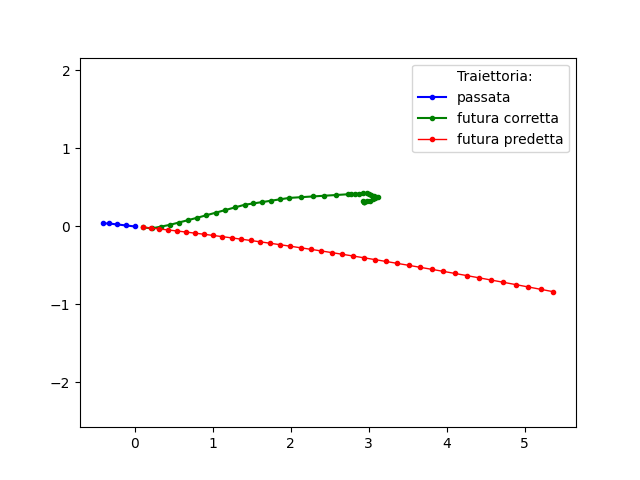 Traiettoria:
passata
futura corretta
futura predetta
2
1
0
−1
−2
0 1 2 3 4 5